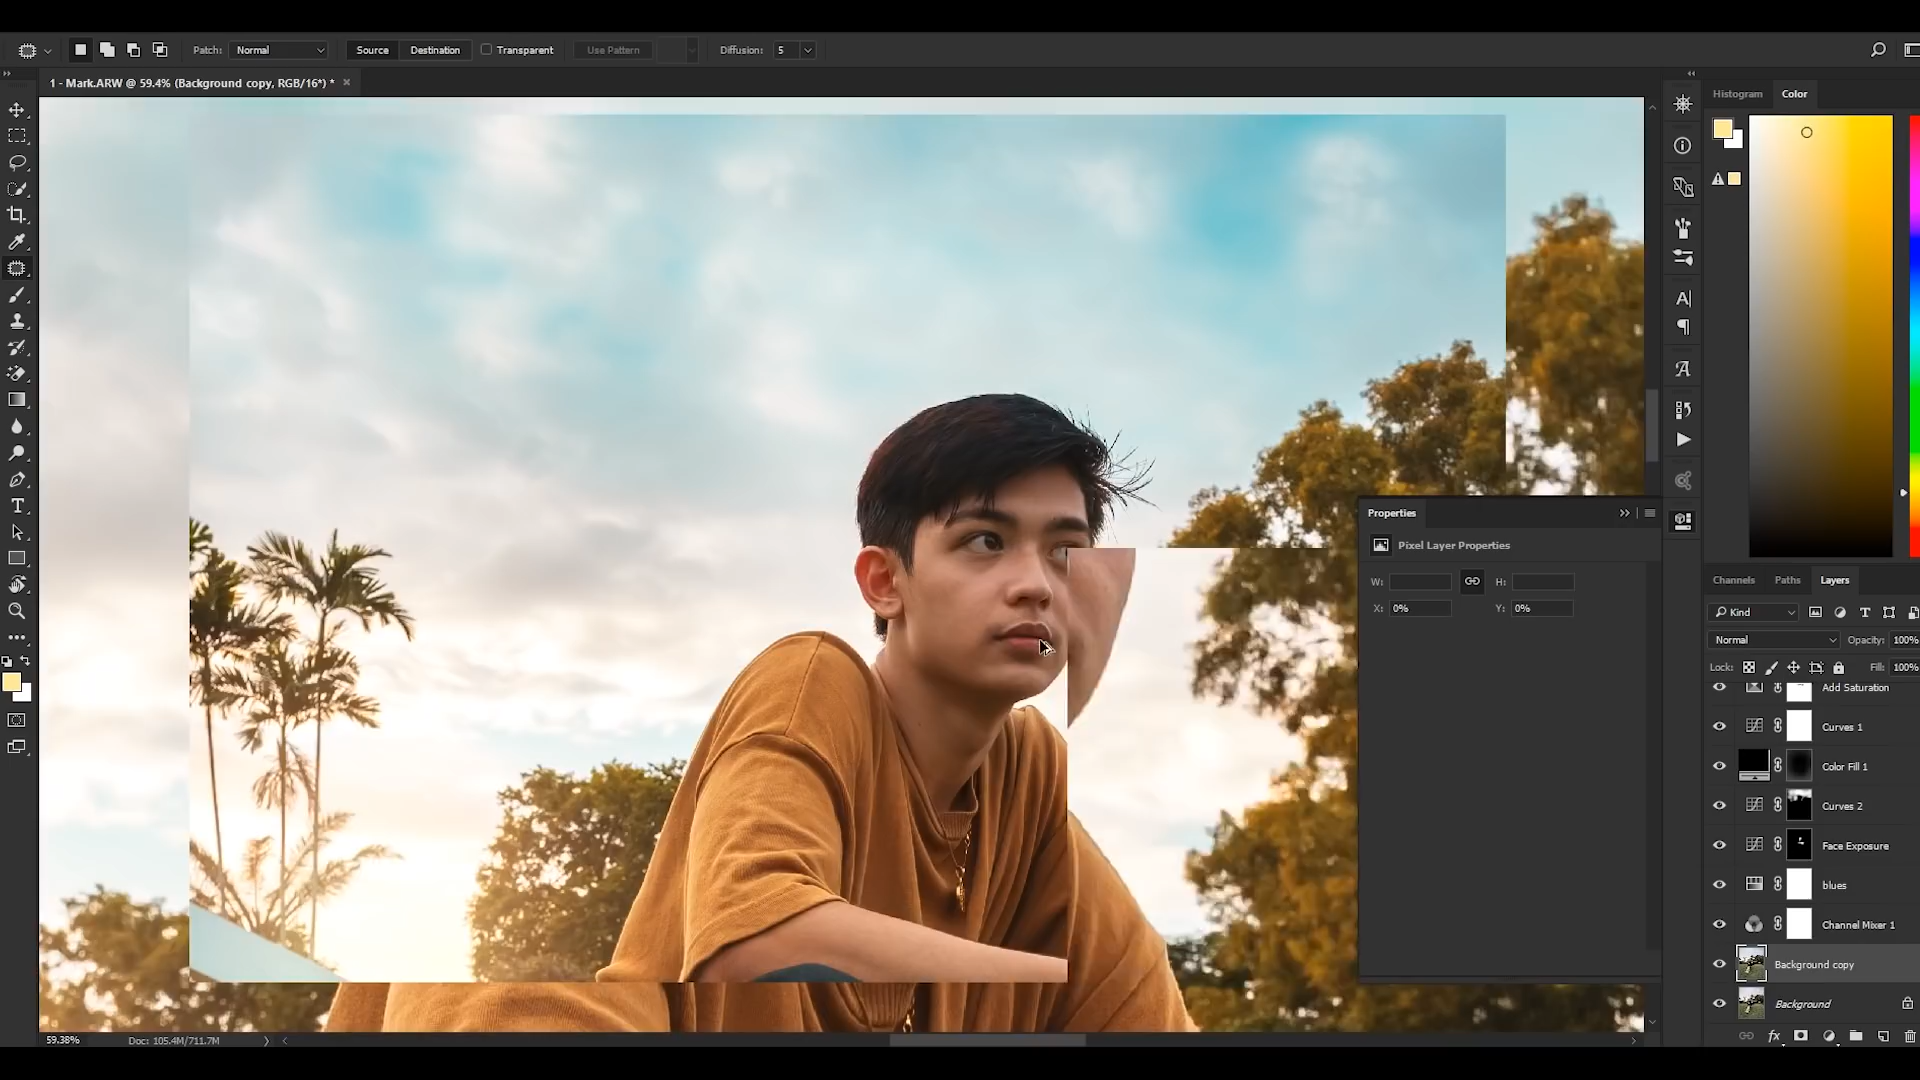 Patch: Normal Source Destination Transparent Use Pattern Diffusion: 5
1 - Mark.ARW @ 59.4% (Background copy, RGB/16*) *
Histogram Color
Properties
Pixel Layer Properties
W: H:
X: 0% Y: 0%
Channels Paths Layers
Kind
Normal Opacity: 100%
Lock: Fill: 100%
Add Saturation
Curves 1
Color Fill 1
Curves 2
Face Exposure
blues
Channel Mixer 1
Background copy
Background
fx
59.38% Doc: 105.4M/711.7M